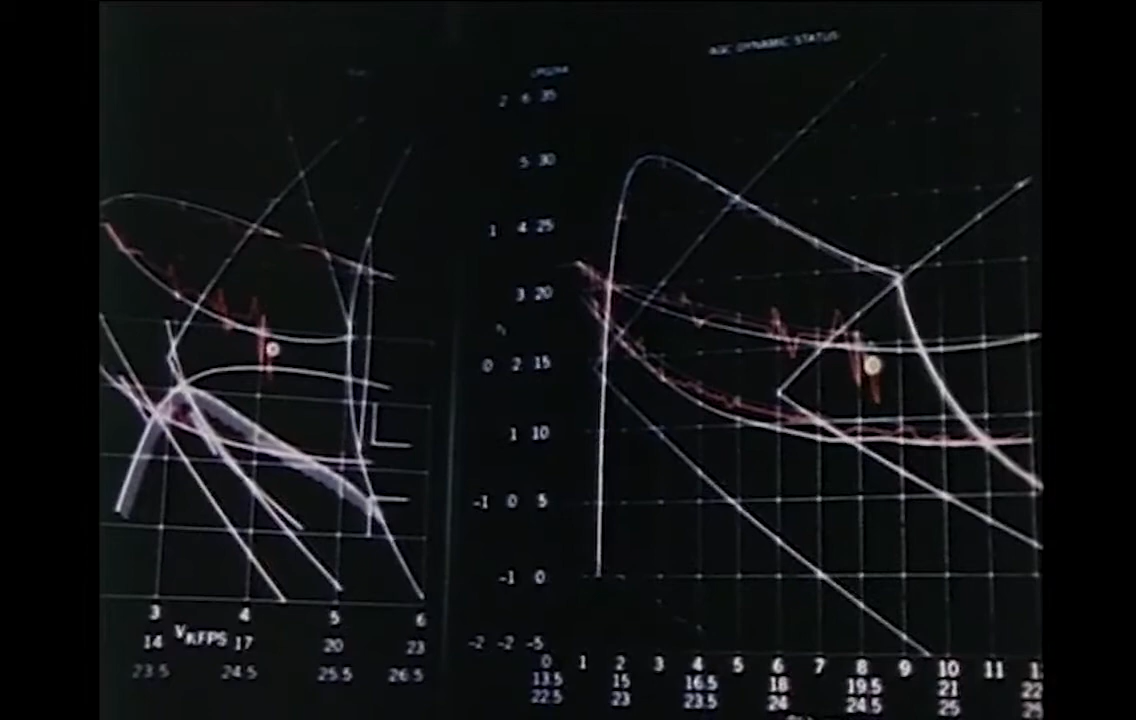 AGC DYNAMIC STATUS
2 6 35
5 30
1 4 25
3 20
0 2 15
1 10
-1 0 5
-1 0
-2 -2 -5
3 4 5 6
14 VKFPS 17 20 23
23.5 24.5 25.5 26.5
0 1 2 3 4 5 6 7 8 9 10 11
13.5 15 16.5 18 19.5 21
22.5 23 23.5 24 24.5 25